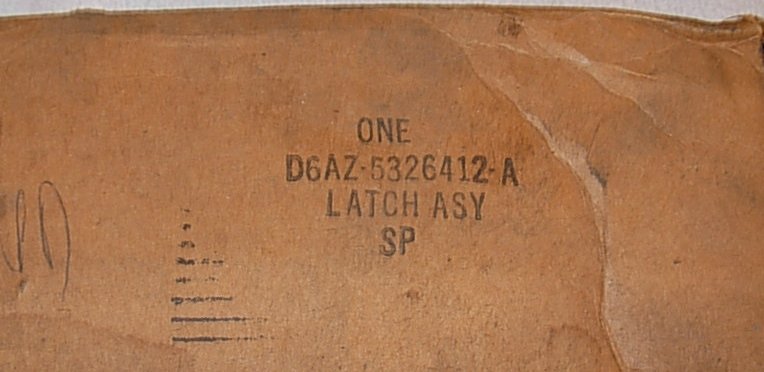 ONE
D6AZ-5326412-A
LATCH ASY
SP